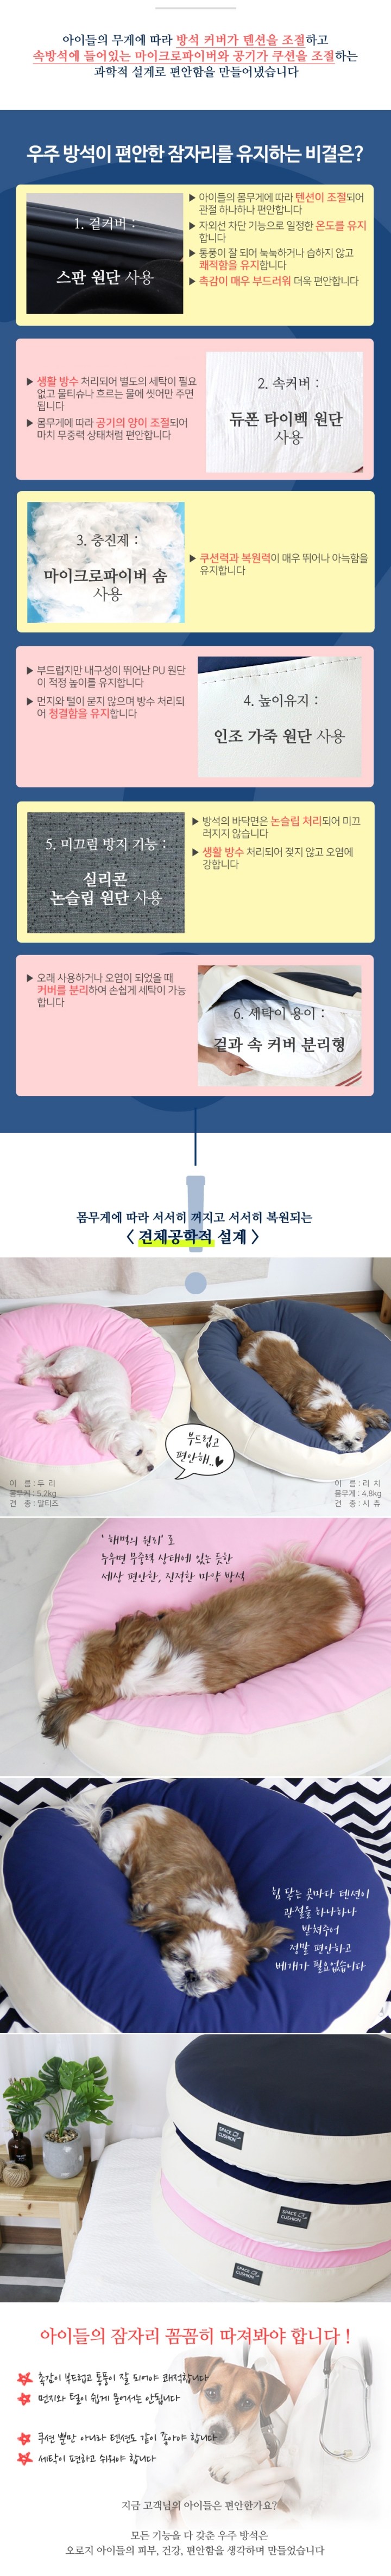 아이들의 무게에 따라 방석 커버가 텐션을 조절하고
속방석에 들어있는 마이크로파이버와 공기가 쿠션을 조절하는
과학적 설계로 편안함을 만들어냈습니다
우주 방석이 편안한 잠자리를 유지하는 비결은?
1. 겉커버 :
스판 원단 사용
▶ 아이들의 몸무게에 따라 텐션이 조절되어
관절 하나하나 편안합니다
▶ 자외선 차단 기능으로 일정한 온도를 유지
합니다
▶ 통풍이 잘 되어 눅눅하거나 습하지 않고
쾌적함을 유지합니다
▶ 촉감이 매우 부드러워 더욱 편안합니다
▶ 생활 방수 처리되어 별도의 세탁이 필요
없고 물티슈나 흐르는 물에 씻어만 주면
됩니다
▶ 몸무게에 따라 공기의 양이 조절되어
마치 무중력 상태처럼 편안합니다
2. 속커버 :
듀폰 타이벡 원단
사용
3. 충진제 :
마이크로파이버 솜
사용
▶ 쿠션력과 복원력이 매우 뛰어나 아늑함을
유지합니다
▶ 부드럽지만 내구성이 뛰어난 PU 원단
이 적정 높이를 유지합니다
▶ 먼지와 털이 묻지 않으며 방수 처리되
어 청결함을 유지합니다
4. 높이유지 :
인조 가죽 원단 사용
5. 미끄럼 방지 기능 :
실리콘
논슬립 원단 사용
▶ 방석의 바닥면은 논슬립 처리되어 미끄
러지지 않습니다
▶ 생활 방수 처리되어 젖지 않고 오염에
강합니다
▶ 오래 사용하거나 오염이 되었을 때
커버를 분리하여 손쉽게 세탁이 가능
합니다
6. 세탁이 용이 :
겉과 속 커버 분리형
몸무게에 따라 서서히 꺼지고 서서히 복원되는
〈 견체공학적 설계 〉
부드럽고
편안해..♥
이 름 : 두 리
몸무게 : 5.2kg
견 종 : 말티즈
이 름 : 리 치
몸무게 : 4.8kg
견 종 : 시 츄
'해먹의 원리'로
누우면 무중력 상태에 있는 듯한
세상 편안한, 진정한 마약 방석
힘 닿는 곳마다 텐션이
관절을 하나하나
받쳐주어
정말 편안하고
베개가 필요없습니다
SPACE
CUSHION
SPACE
CUSHION
SPACE
CUSHION
아이들의 잠자리 꼼꼼히 따져봐야 합니다 !
촉감이 부드럽고 통풍이 잘 되어야 쾌적합니다
먼지와 털이 쉽게 묻어서는 안됩니다
쿠션 뿐만 아니라 텐션도 같이 좋아야 합니다
세탁이 편하고 쉬워야 합니다
지금 고객님의 아이들은 편안한가요?
모든 기능을 다 갖춘 우주 방석은
오로지 아이들의 피부, 건강, 편안함을 생각하며 만들었습니다